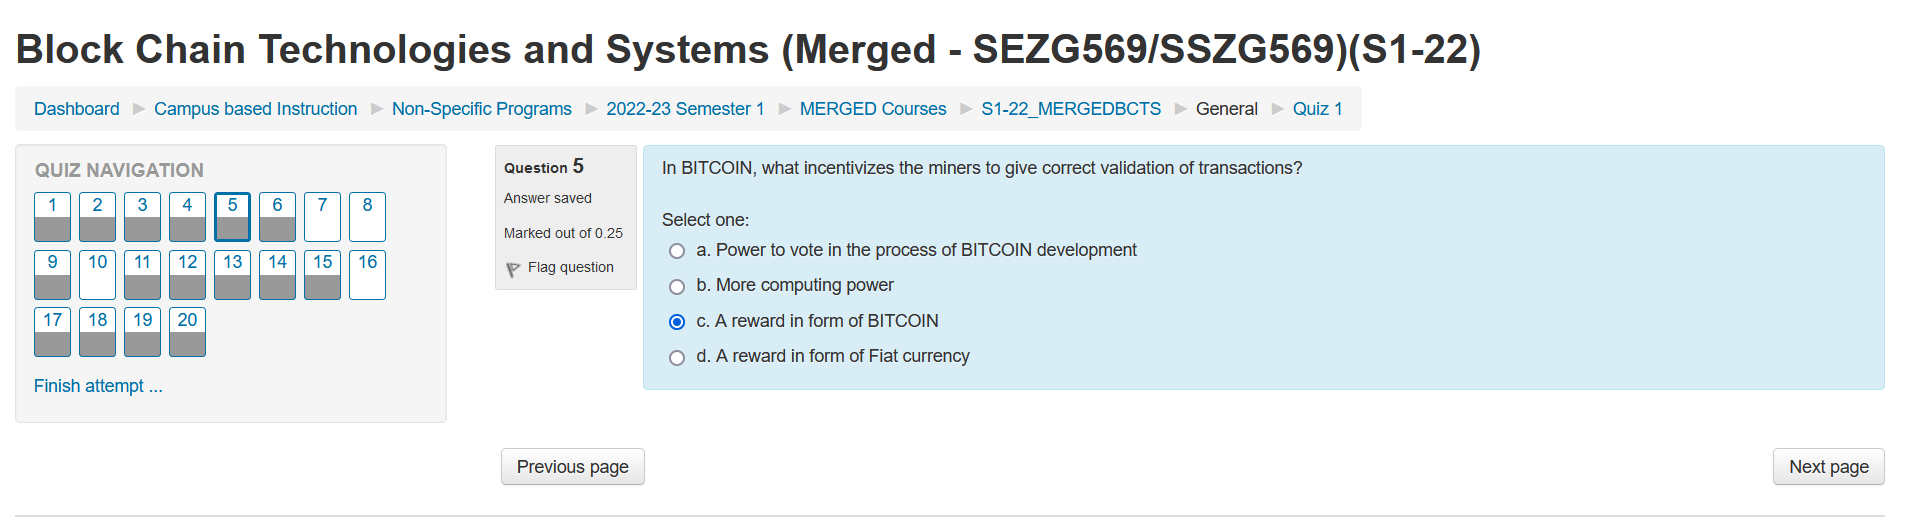 Block Chain Technologies and Systems (Merged - SEZG569/SSZG569)(S1-22)
Dashboard ▶ Campus based Instruction ▶ Non-Specific Programs ▶ 2022-23 Semester 1 ▶ MERGED Courses ▶ S1-22_MERGEDBCTS ▶ General ▶ Quiz 1
QUIZ NAVIGATION
1 2 3 4 5 6 7 8
9 10 11 12 13 14 15 16
17 18 19 20
Finish attempt ...
Question 5
Answer saved
Marked out of 0.25
Flag question
In BITCOIN, what incentivizes the miners to give correct validation of transactions?
Select one:
a. Power to vote in the process of BITCOIN development
b. More computing power
c. A reward in form of BITCOIN
d. A reward in form of Fiat currency
Previous page
Next page